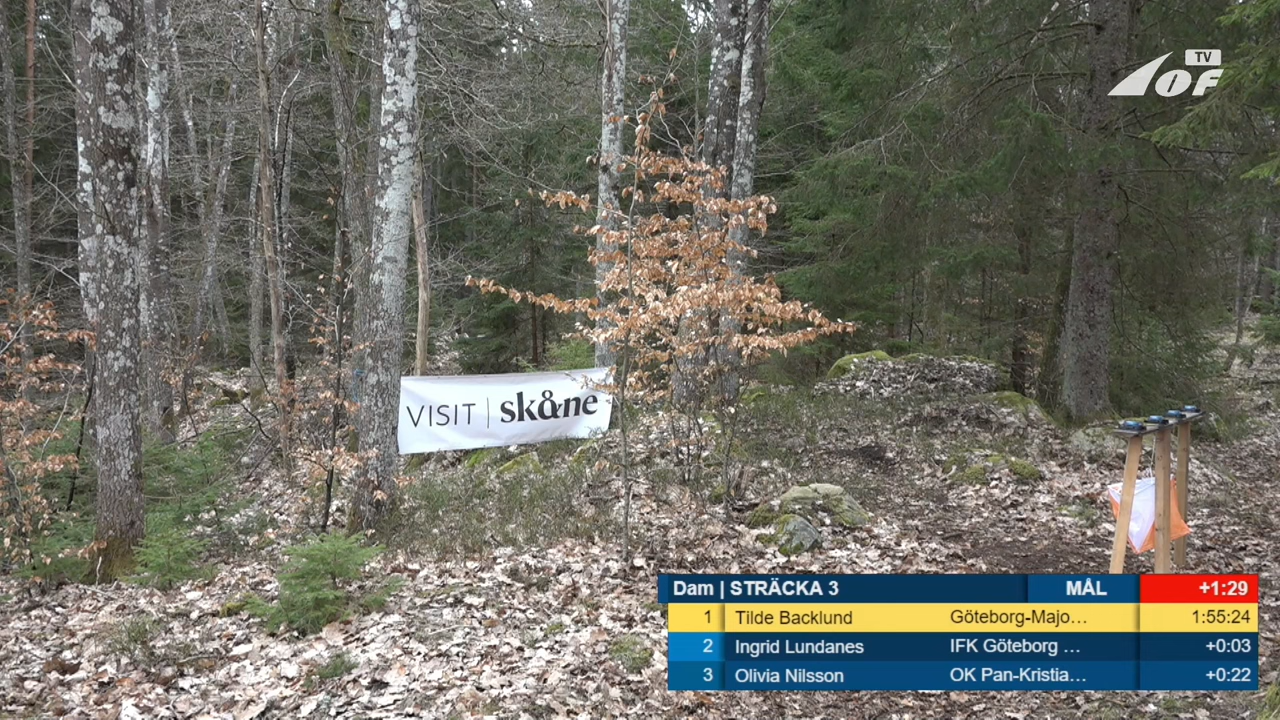 TV
OF
VISIT | skåne
Dam | STRÄCKA 3 MÅL +1:29
1 Tilde Backlund Göteborg-Majo… 1:55:24
2 Ingrid Lundanes IFK Göteborg … +0:03
3 Olivia Nilsson OK Pan-Kristia… +0:22